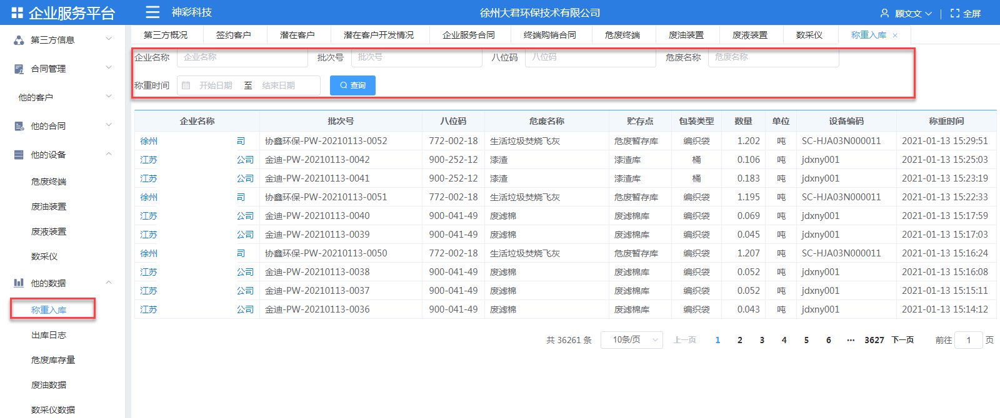 企业服务平台 神彩科技 徐州大君环保技术有限公司 顾文文 | 全屏
第三方概况 签约客户 潜在客户 潜在客户开发情况 企业服务合同 终端购销合同 危废终端 废油装置 废液装置 数采仪 称重入库 ×
第三方信息
合同管理
他的客户
他的合同
他的设备
危废终端
废油装置
废液装置
数采仪
他的数据
称重入库
出库日志
危废库存量
废油数据
数采仪数据
企业名称 企业名称 批次号 批次号 八位码 八位码 危废名称 危废名称
称重时间 开始日期 至 结束日期 查询
企业名称 批次号 八位码 危废名称 贮存点 包装类型 数量 单位 设备编码 称重时间
徐州 司 协鑫环保-PW-20210113-0052 772-002-18 生活垃圾焚烧飞灰 危废暂存库 编织袋 1.202 吨 SC-HJA03N000011 2021-01-13 15:29:51
江苏 公司 金迪-PW-20210113-0042 900-252-12 漆渣 漆渣库 桶 0.106 吨 jdxny001 2021-01-13 15:25:03
江苏 公司 金迪-PW-20210113-0041 900-252-12 漆渣 漆渣库 桶 0.183 吨 jdxny001 2021-01-13 15:23:19
徐州 司 协鑫环保-PW-20210113-0051 772-002-18 生活垃圾焚烧飞灰 危废暂存库 编织袋 1.195 吨 SC-HJA03N000011 2021-01-13 15:22:33
江苏 公司 金迪-PW-20210113-0040 900-041-49 废滤棉 废滤棉库 编织袋 0.069 吨 jdxny001 2021-01-13 15:17:59
江苏 公司 金迪-PW-20210113-0039 900-041-49 废滤棉 废滤棉库 编织袋 0.045 吨 jdxny001 2021-01-13 15:17:03
徐州 司 协鑫环保-PW-20210113-0050 772-002-18 生活垃圾焚烧飞灰 危废暂存库 编织袋 1.207 吨 SC-HJA03N000011 2021-01-13 15:16:24
江苏 公司 金迪-PW-20210113-0038 900-041-49 废滤棉 废滤棉库 编织袋 0.052 吨 jdxny001 2021-01-13 15:16:08
江苏 公司 金迪-PW-20210113-0037 900-041-49 废滤棉 废滤棉库 编织袋 0.052 吨 jdxny001 2021-01-13 15:15:11
江苏 公司 金迪-PW-20210113-0036 900-041-49 废滤棉 废滤棉库 编织袋 0.043 吨 jdxny001 2021-01-13 15:14:12
共 36261 条 10条/页 上一页 1 2 3 4 5 6 ··· 3627 下一页 前往 1 页